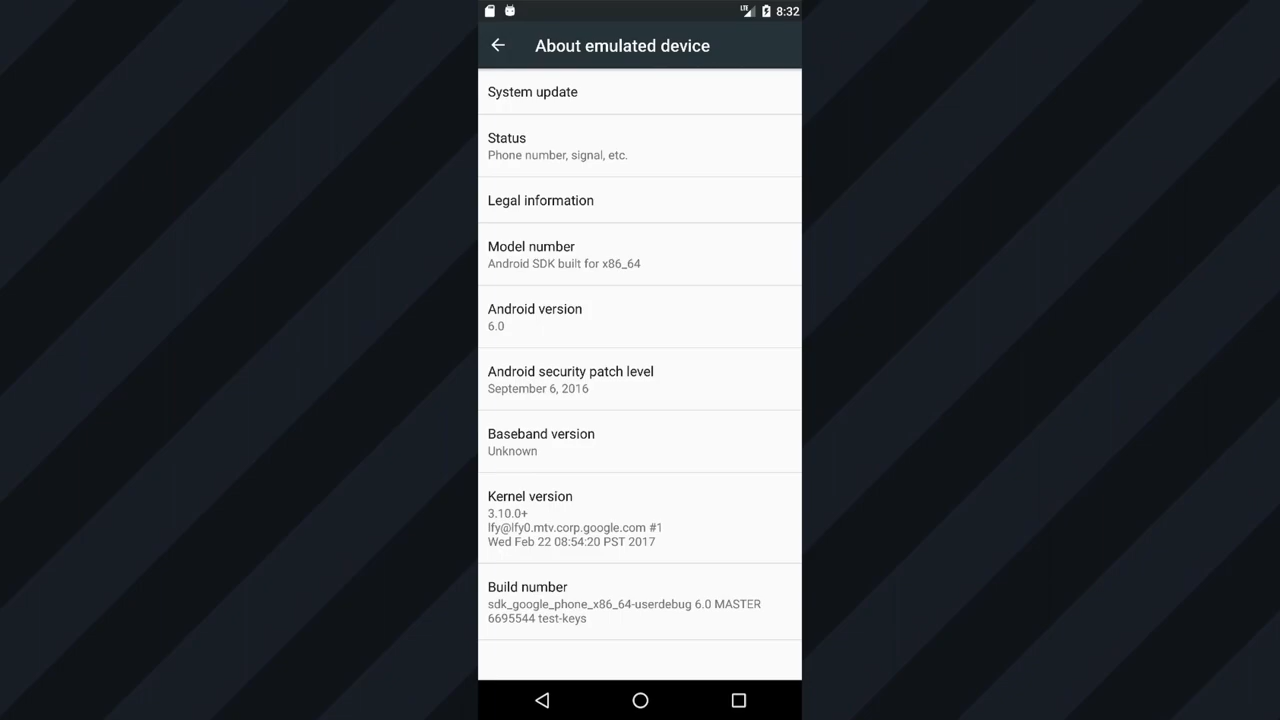 LTE 8:32
About emulated device
System update
Status
Phone number, signal, etc.
Legal information
Model number
Android SDK built for x86_64
Android version
6.0
Android security patch level
September 6, 2016
Baseband version
Unknown
Kernel version
3.10.0+
lfy@lfy0.mtv.corp.google.com #1
Wed Feb 22 08:54:20 PST 2017
Build number
sdk_google_phone_x86_64-userdebug 6.0 MASTER
6695544 test-keys